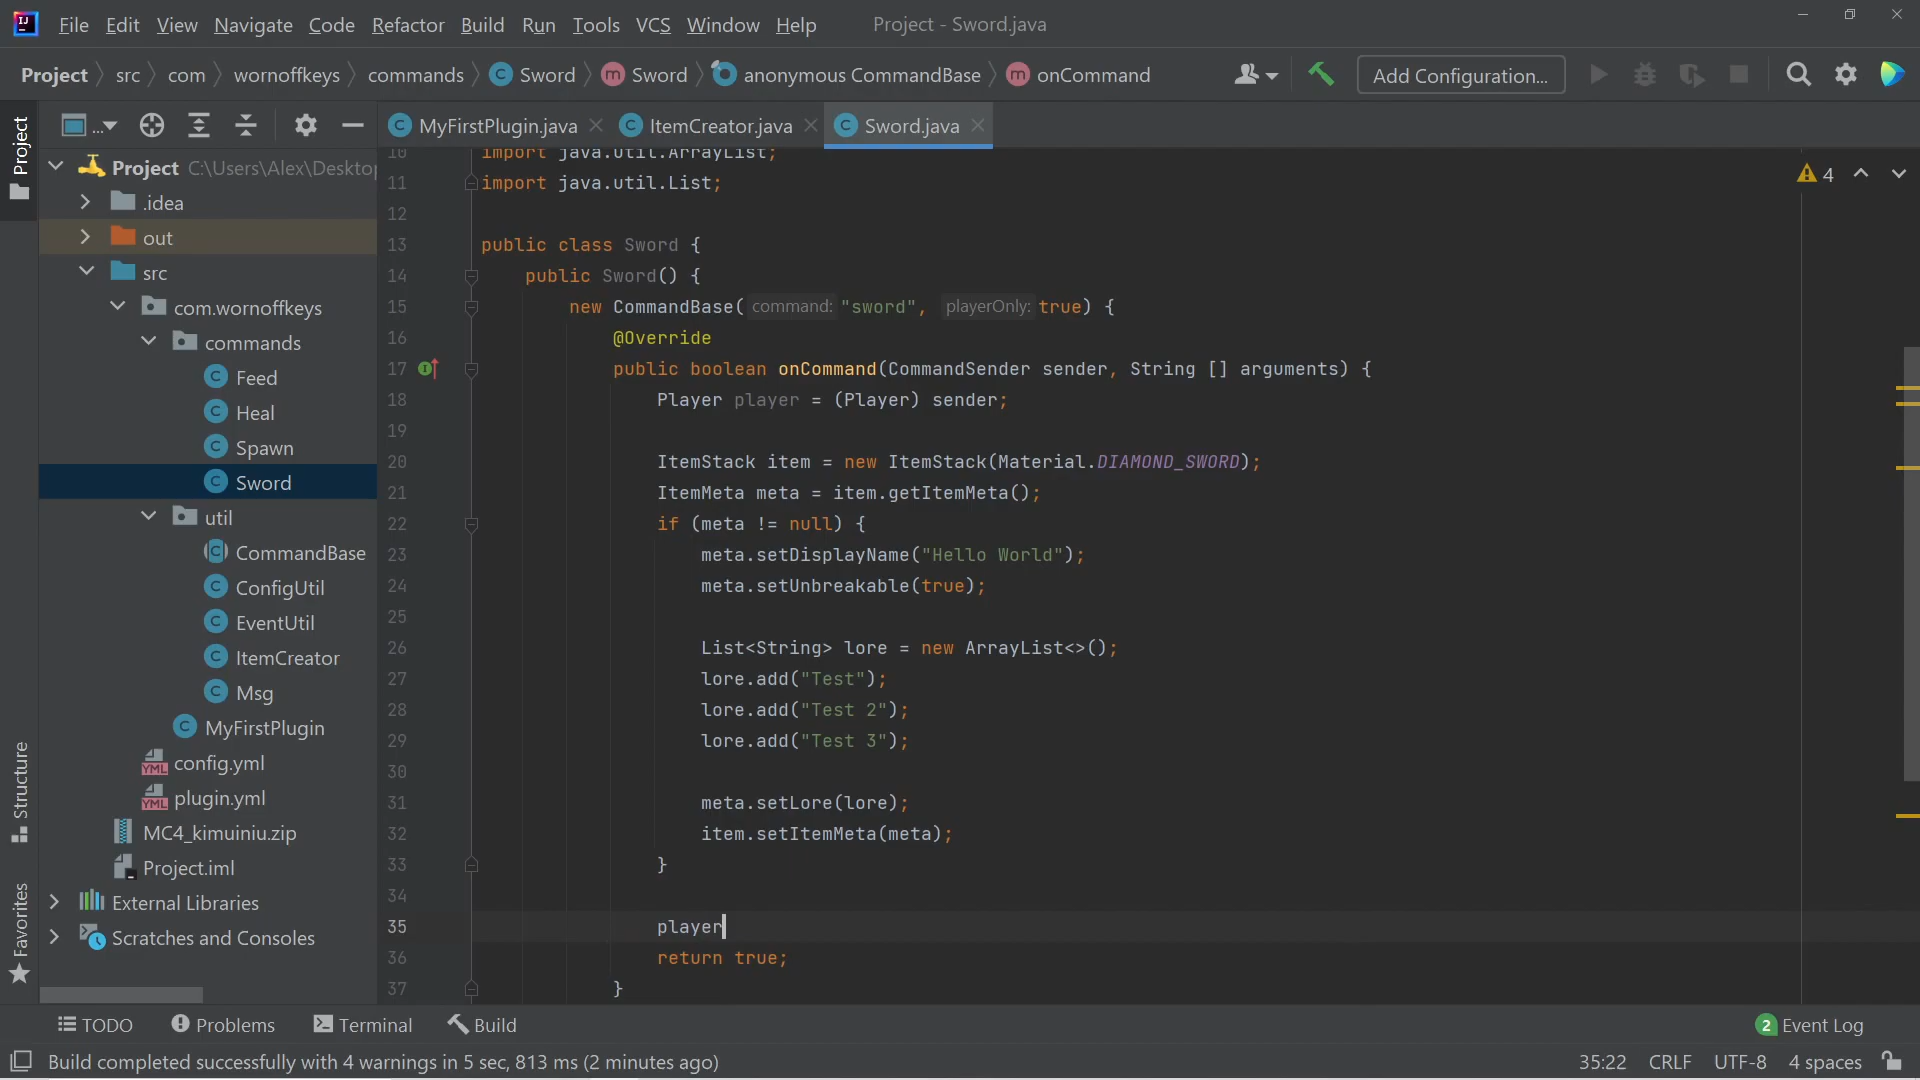 File Edit View Navigate Code Refactor Build Run Tools VCS Window Help Project - Sword.java
Project src com wornoffkeys commands Sword Sword anonymous CommandBase onCommand Add Configuration...
... MyFirstPlugin.java ItemCreator.java Sword.java
Project
Structure
Favorites
Project C:\Users\Alex\Desktop
.idea
out
src
com.wornoffkeys
commands
Feed
Heal
Spawn
Sword
util
CommandBase
ConfigUtil
EventUtil
ItemCreator
Msg
MyFirstPlugin
config.yml
plugin.yml
MC4_kimuiniu.zip
Project.iml
External Libraries
Scratches and Consoles
4
10 import java.util.ArrayList;
11 import java.util.List;
12
13 public class Sword {
14 public Sword() {
15 new CommandBase( command: "sword", playerOnly: true) {
16 @Override
17 public boolean onCommand(CommandSender sender, String [] arguments) {
18 Player player = (Player) sender;
19
20 ItemStack item = new ItemStack(Material.DIAMOND_SWORD);
21 ItemMeta meta = item.getItemMeta();
22 if (meta != null) {
23 meta.setDisplayName("Hello World");
24 meta.setUnbreakable(true);
25
26 List<String> lore = new ArrayList<>();
27 lore.add("Test");
28 lore.add("Test 2");
29 lore.add("Test 3");
30
31 meta.setLore(lore);
32 item.setItemMeta(meta);
33 }
34
35 player
36 return true;
37 }
TODO Problems Terminal Build 2 Event Log
Build completed successfully with 4 warnings in 5 sec, 813 ms (2 minutes ago) 35:22 CRLF UTF-8 4 spaces